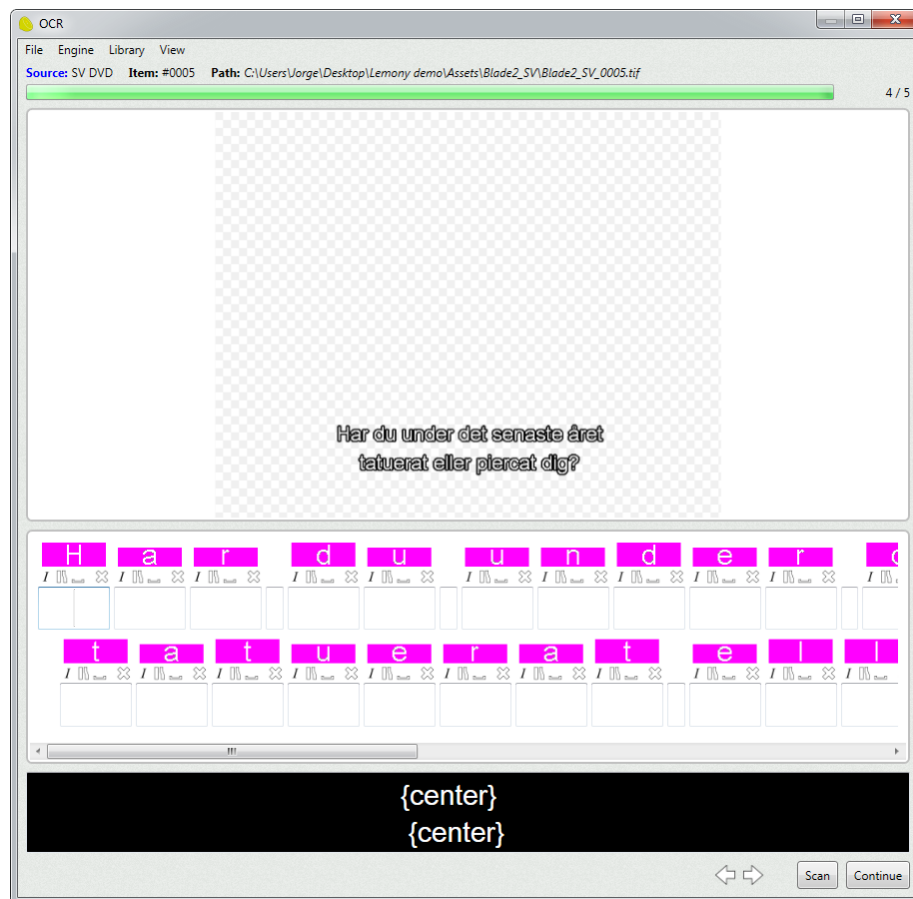 OCR
File Engine Library View
Source: SV DVD Item: #0005 Path: C:\Users\Jorge\Desktop\Lemony demo\Assets\Blade2_SV\Blade2_SV_0005.tif
4 / 5
Har du under det senaste året
tatuerat eller piercat dig?
H a r d u u n d e r d
t a t u e r a t e l l
{center}
{center}
Scan Continue